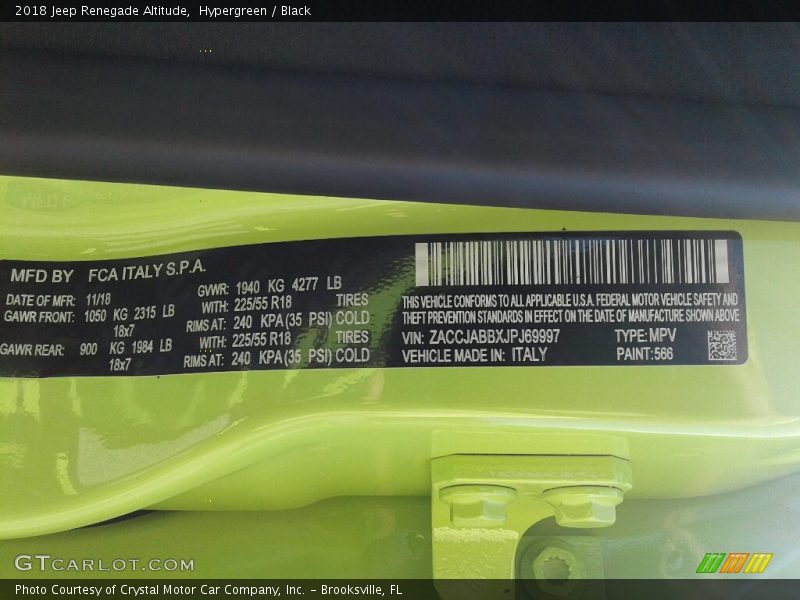 2018 Jeep Renegade Altitude,  Hypergreen / Black
MFD BY FCA ITALY S.P.A.
DATE OF MFR: 11/18 GVWR: 1940 KG 4277 LB
GAWR FRONT: 1050 KG 2315 LB WITH: 225/55 R18 TIRES
18x7 RIMS AT: 240 KPA (35 PSI) COLD
GAWR REAR: 900 KG 1984 LB WITH: 225/55 R18 TIRES
18x7 RIMS AT: 240 KPA (35 PSI) COLD
THIS VEHICLE CONFORMS TO ALL APPLICABLE U.S.A. FEDERAL MOTOR VEHICLE SAFETY AND
THEFT PREVENTION STANDARDS IN EFFECT ON THE DATE OF MANUFACTURE SHOWN ABOVE
VIN: ZACCJABBXJPJ69997 TYPE: MPV
VEHICLE MADE IN: ITALY PAINT: 566
GTCARLOT.COM
Photo Courtesy of Crystal Motor Car Company, Inc. – Brooksville, FL